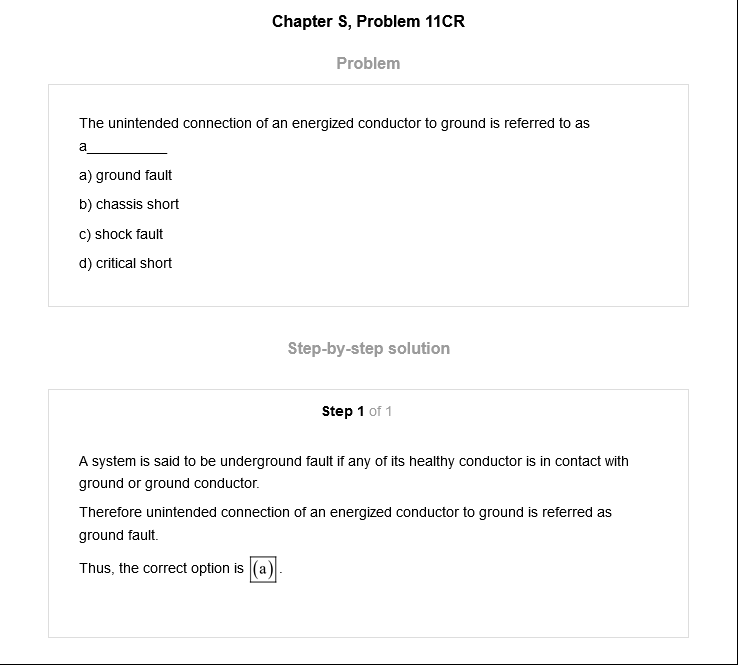 Chapter S, Problem 11CR
Problem
The unintended connection of an energized conductor to ground is referred to as
a__________
a) ground fault
b) chassis short
c) shock fault
d) critical short
Step-by-step solution
Step 1 of 1
A system is said to be underground fault if any of its healthy conductor is in contact with
ground or ground conductor.
Therefore unintended connection of an energized conductor to ground is referred as
ground fault.
Thus, the correct option is (a).